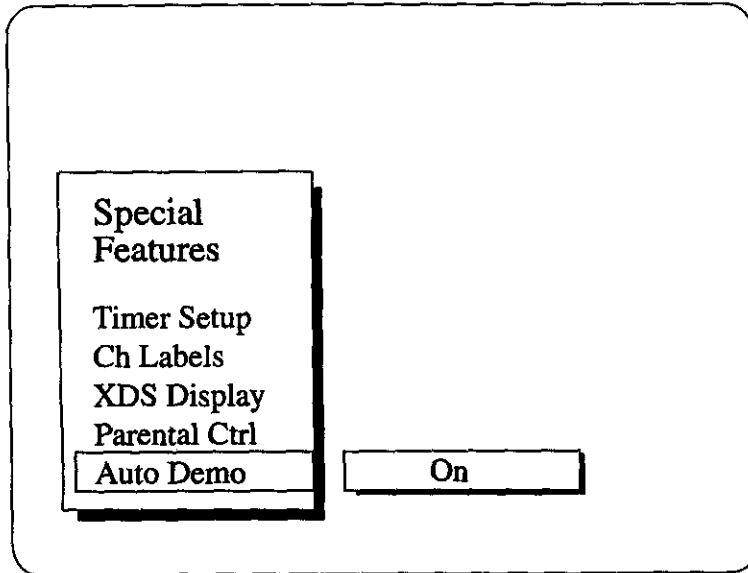 Special
Features
Timer Setup
Ch Labels
XDS Display
Parental Ctrl
Auto Demo
On